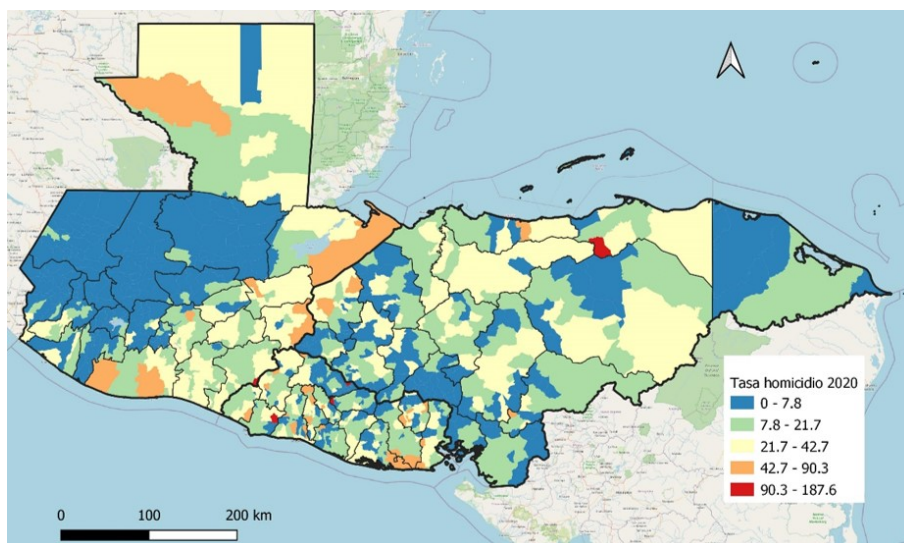 Tasa homicidio 2020
0 - 7.8
7.8 - 21.7
21.7 - 42.7
42.7 - 90.3
90.3 - 187.6
0 100 200 km